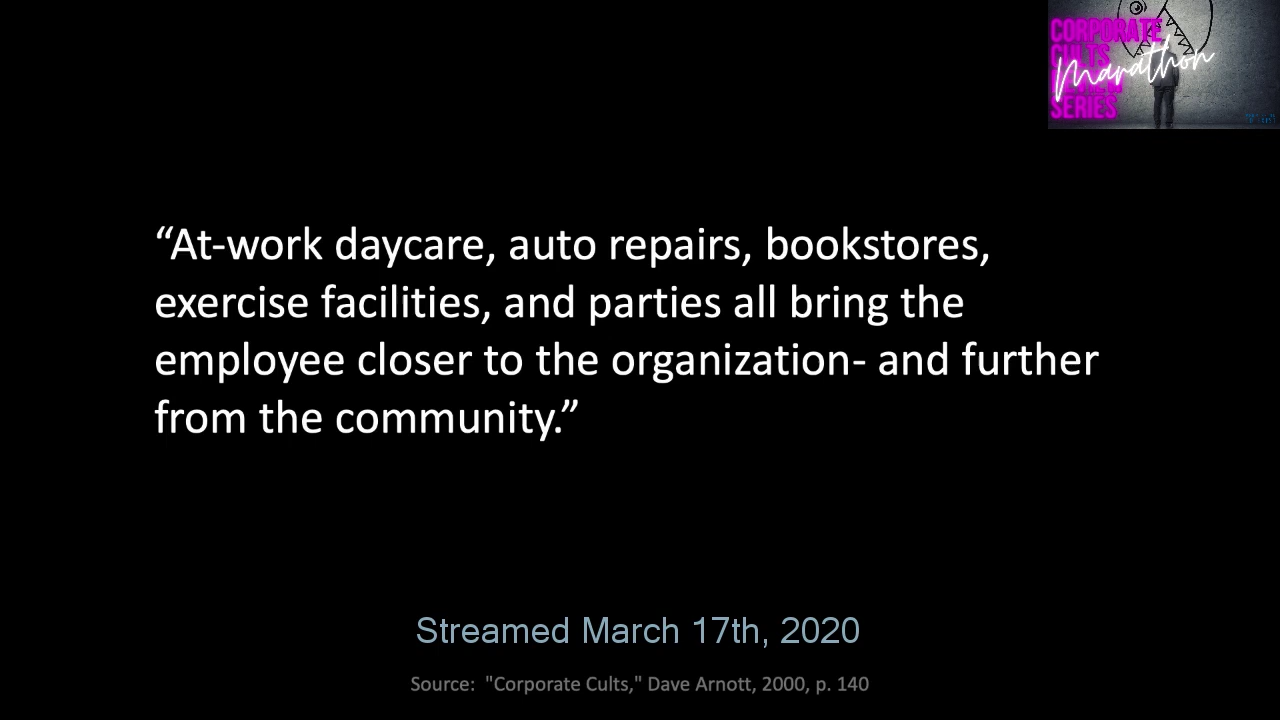 CORPORATE
CULTS
Marathon
SERIES
“At-work daycare, auto repairs, bookstores,
exercise facilities, and parties all bring the
employee closer to the organization- and further
from the community.”
Streamed March 17th, 2020
Source:  "Corporate Cults," Dave Arnott, 2000, p. 140